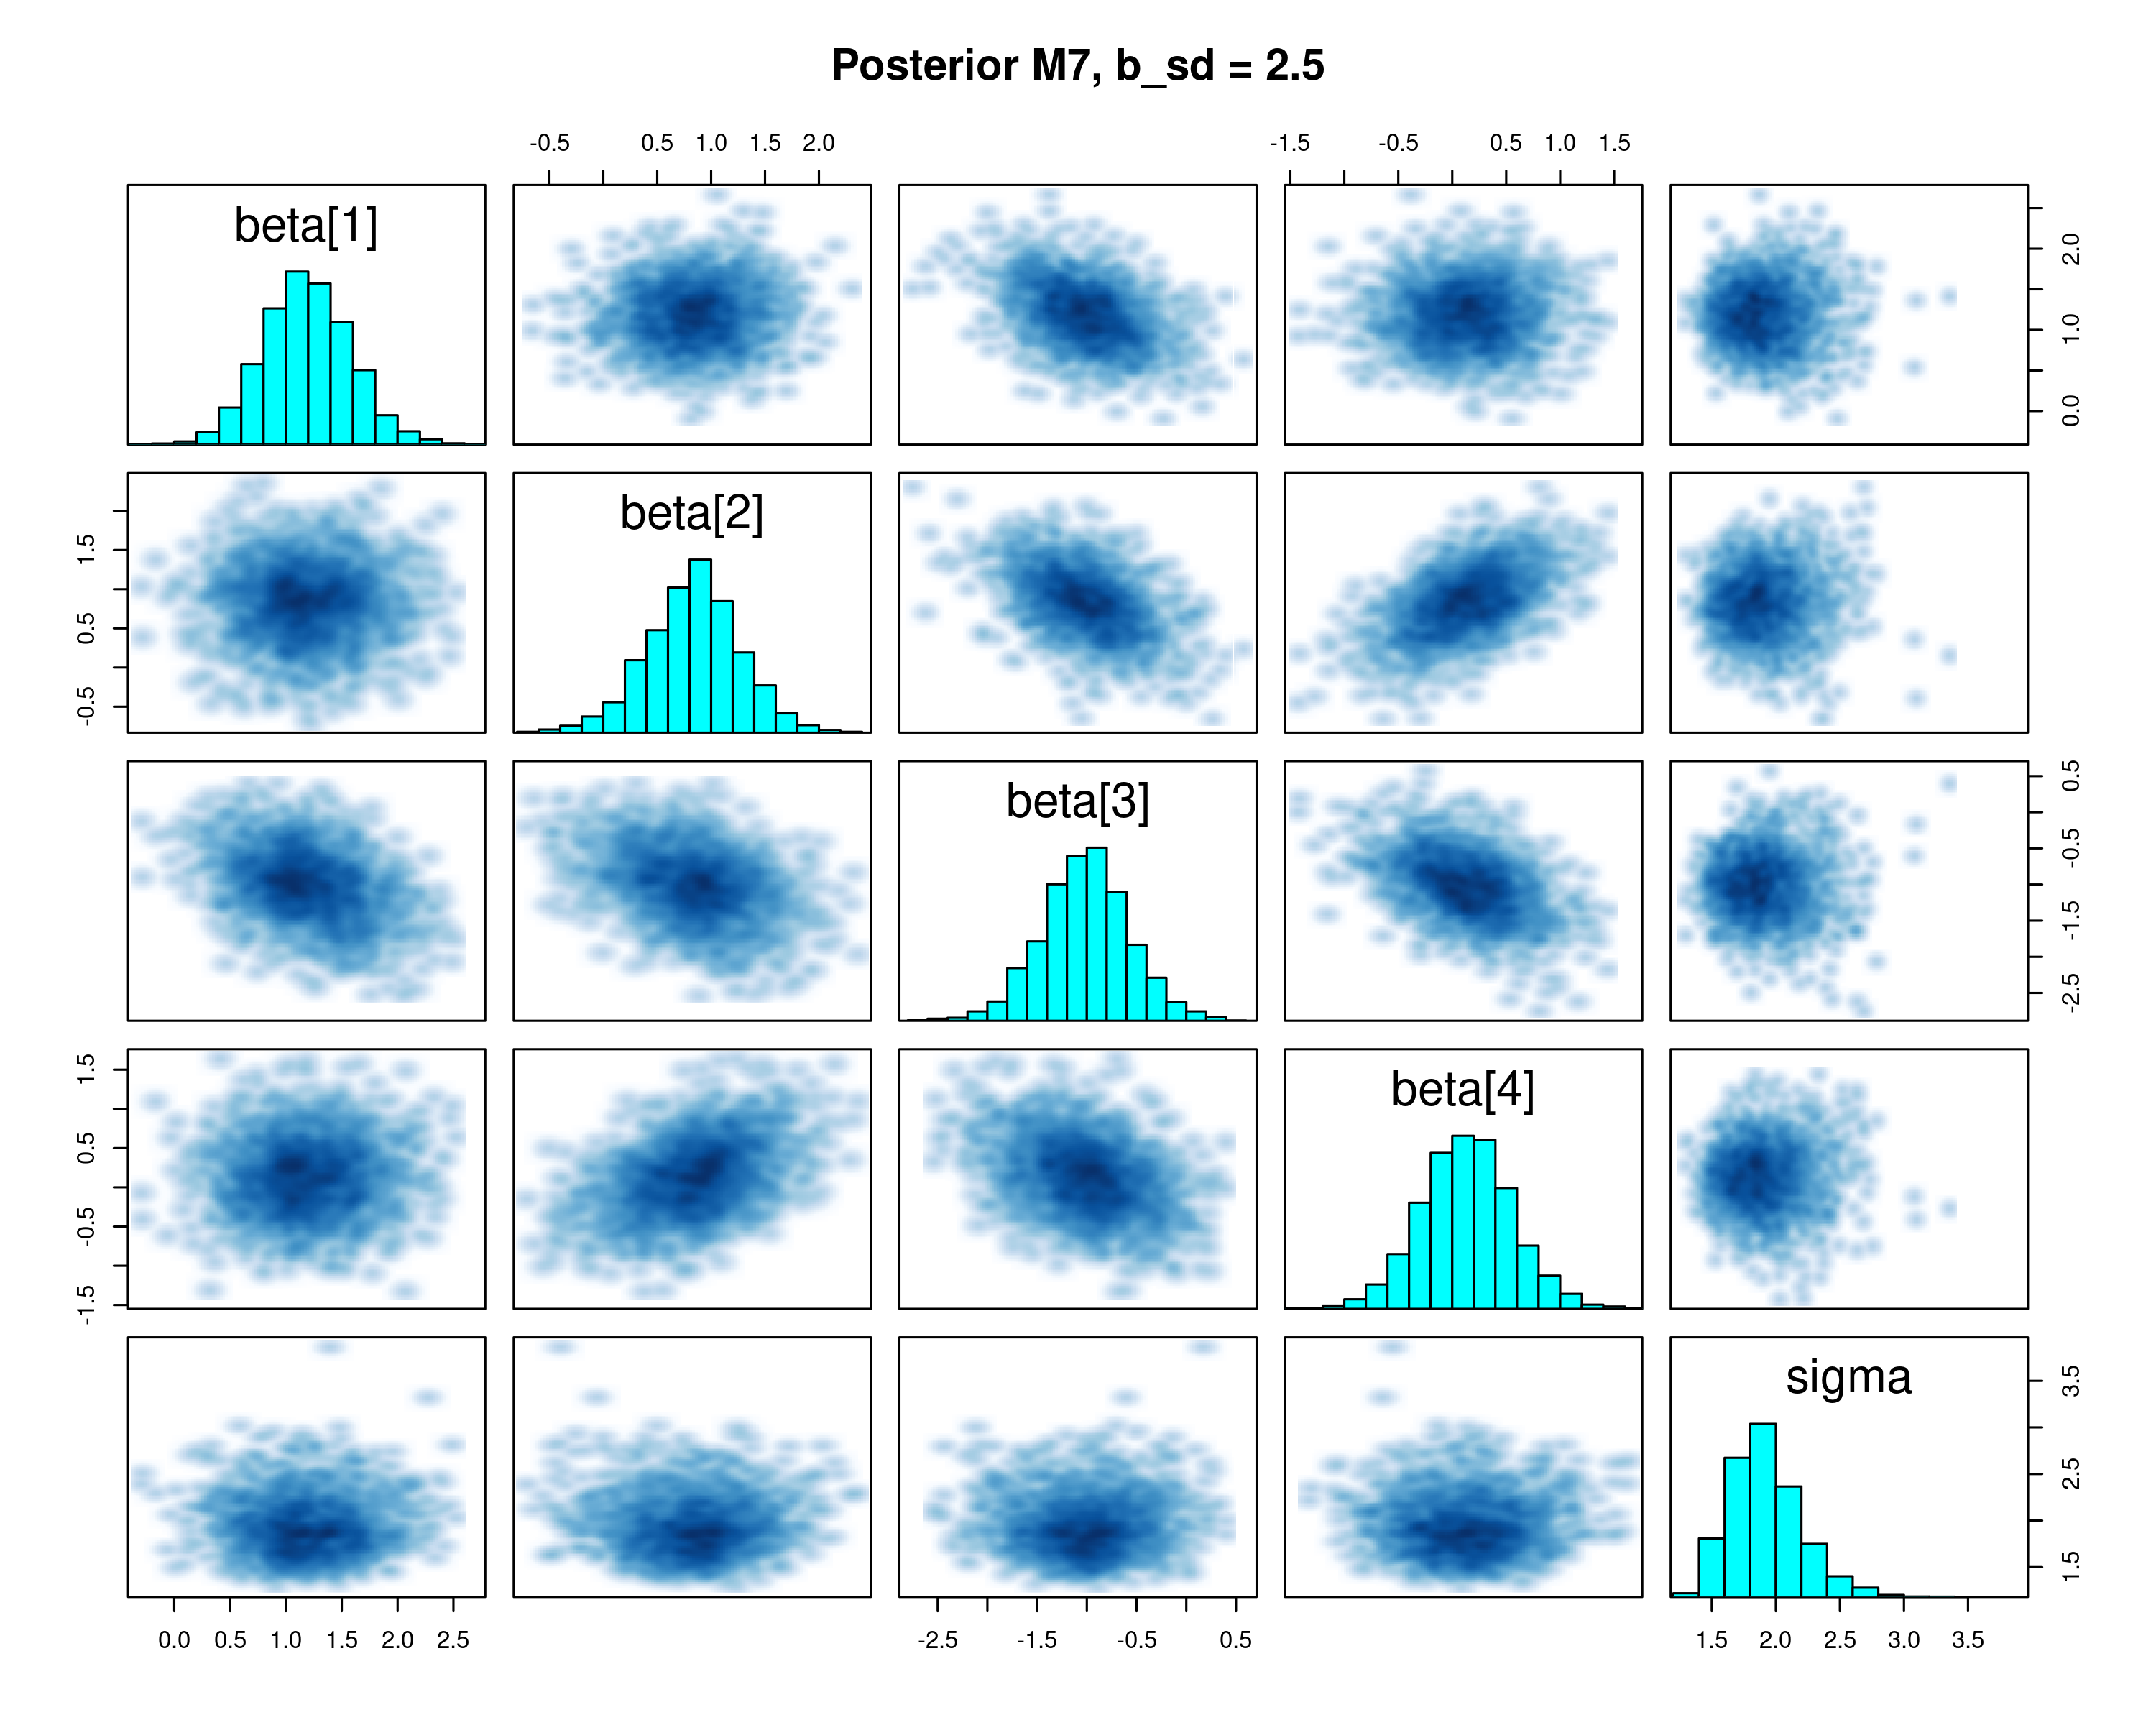 Posterior M7, b_sd = 2.5
-0.5 0.5 1.0 1.5 2.0
-1.5 -0.5 0.5 1.0 1.5
beta[1]
0.0 1.0 2.0
beta[2]
-0.5 0.5 1.5
beta[3]
-2.5 -1.5 -0.5 0.5
beta[4]
-1.5 -0.5 0.5 1.5
sigma
1.5 2.5 3.5
0.0 0.5 1.0 1.5 2.0 2.5
-2.5 -1.5 -0.5 0.5
1.5 2.0 2.5 3.0 3.5